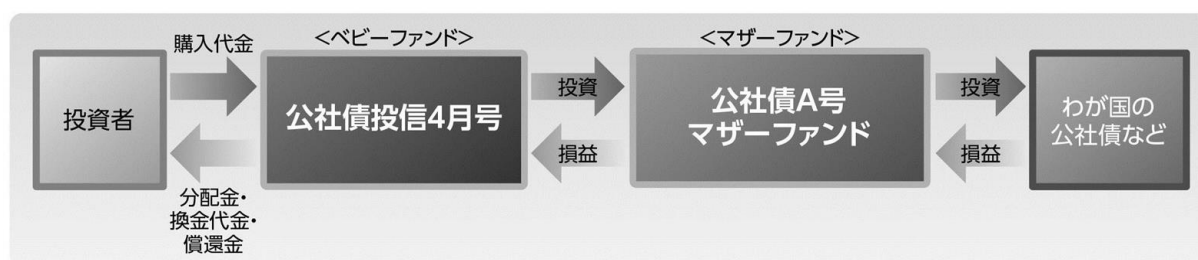 購入代金
<ベビーファンド>
<マザーファンド>
投資者
公社債投信4月号
投資
公社債A号
マザーファンド
投資
わが国の
公社債など
損益
損益
分配金・
換金代金・
償還金